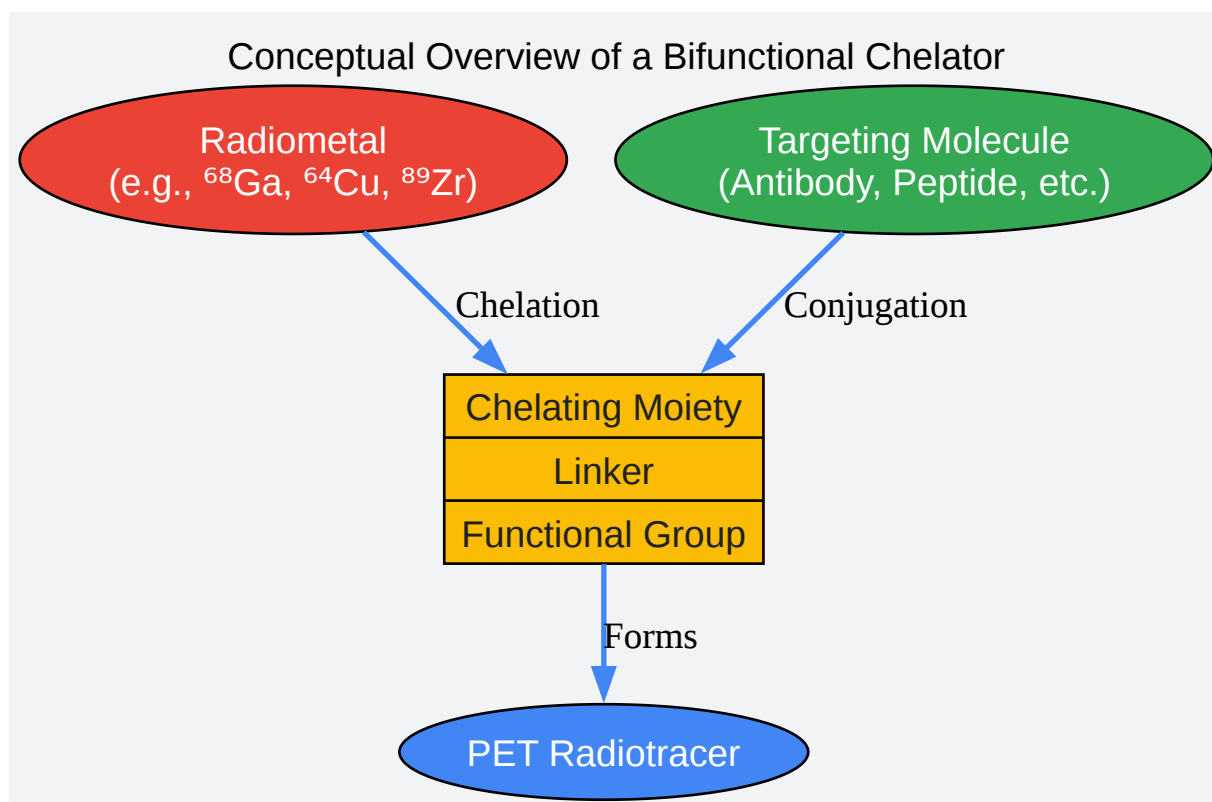 Conceptual Overview of a Bifunctional Chelator
Radiometal
(e.g., ⁶⁸Ga, ⁶⁴Cu, ⁸⁹Zr)
Targeting Molecule
(Antibody, Peptide, etc.)
Chelation
Conjugation
Chelating Moiety
Linker
Functional Group
Forms
PET Radiotracer